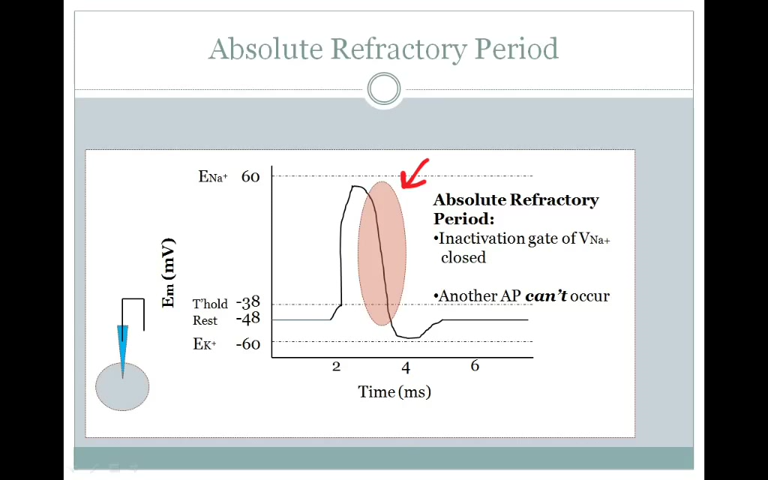 Absolute Refractory Period
ENa+ 60
Absolute Refractory
Period:
•Inactivation gate of VNa+
closed
•Another AP can't occur
Em (mV)
T'hold -38
Rest -48
EK+ -60
2 4 6
Time (ms)